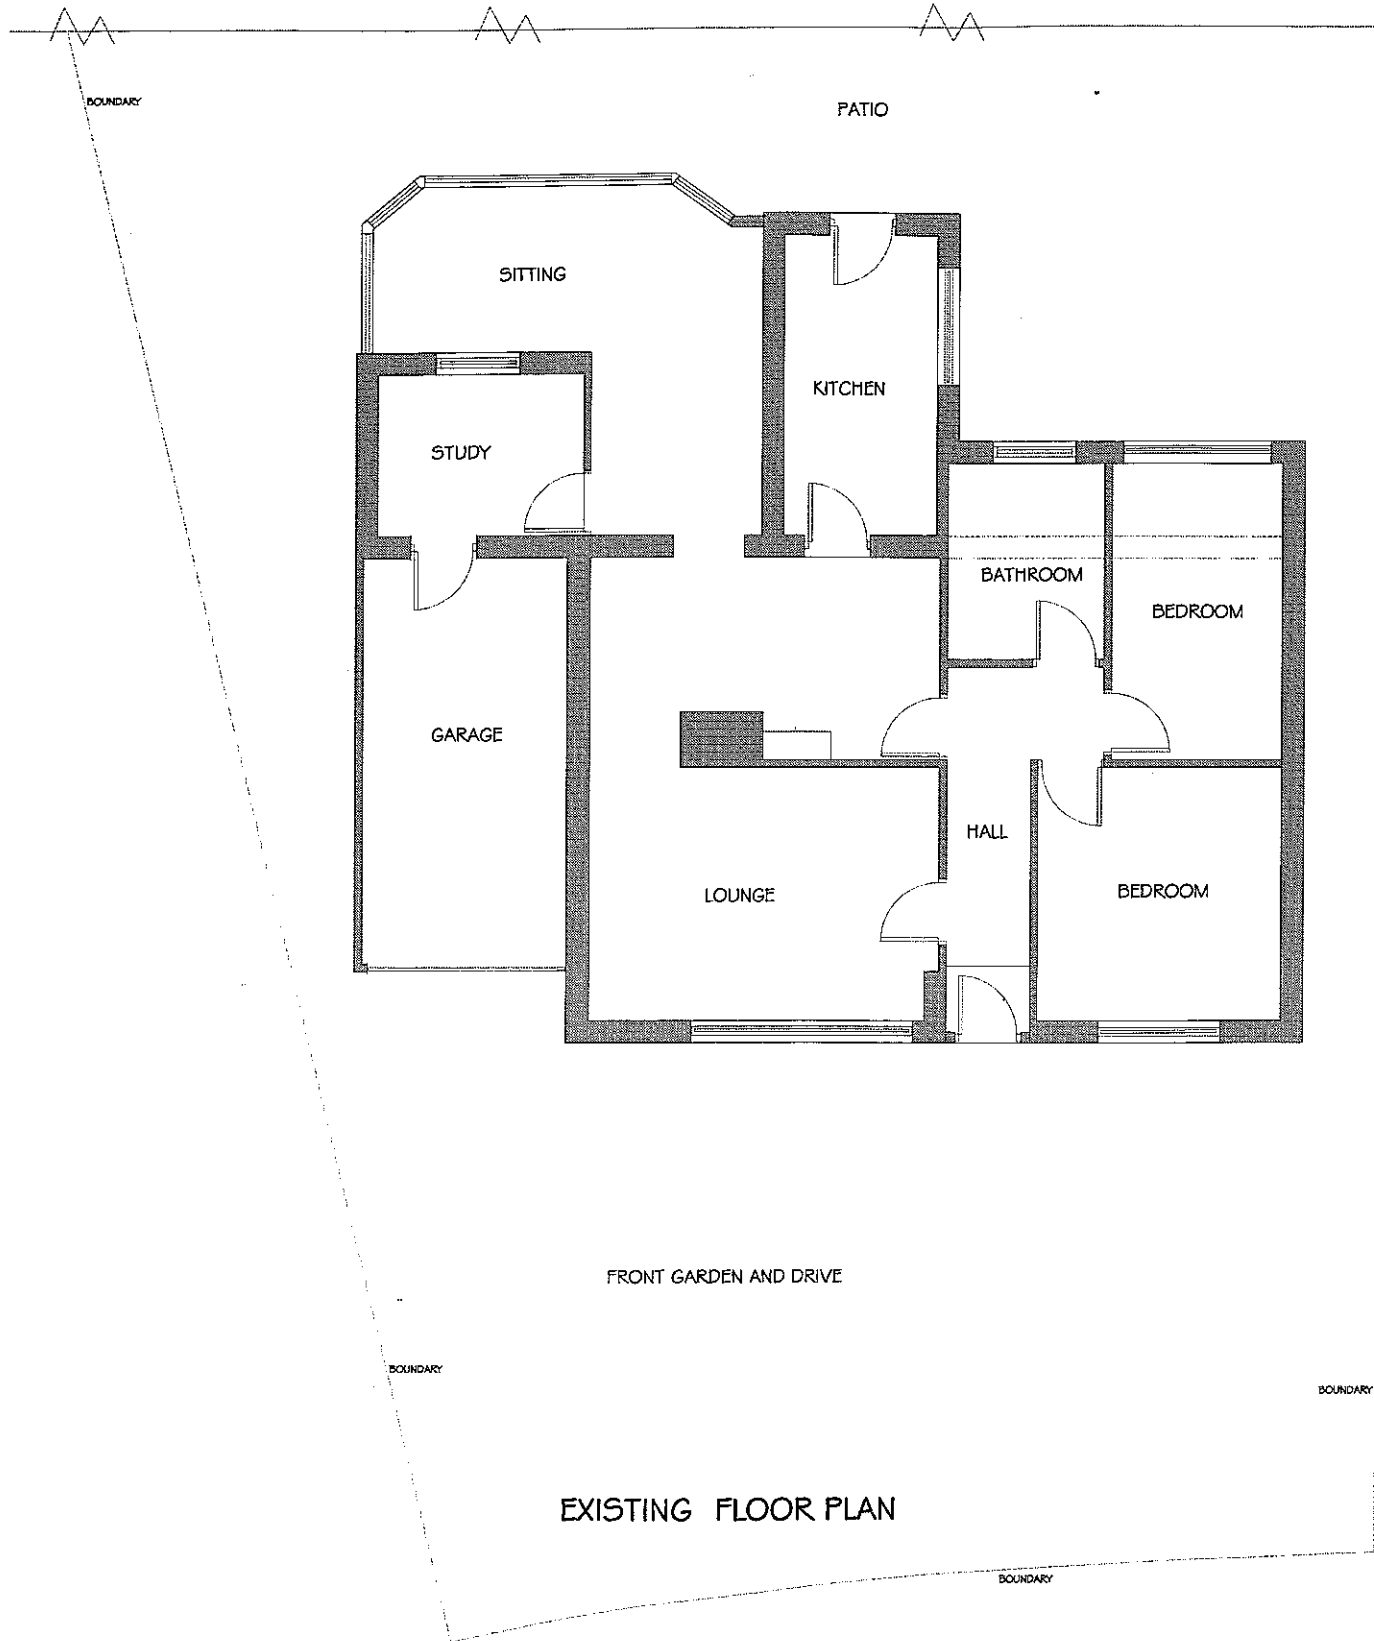 BOUNDARY
PATIO
SITTING
KITCHEN
STUDY
BATHROOM
BEDROOM
GARAGE
HALL
LOUNGE
BEDROOM
FRONT GARDEN AND DRIVE
BOUNDARY
BOUNDARY
EXISTING FLOOR PLAN
BOUNDARY